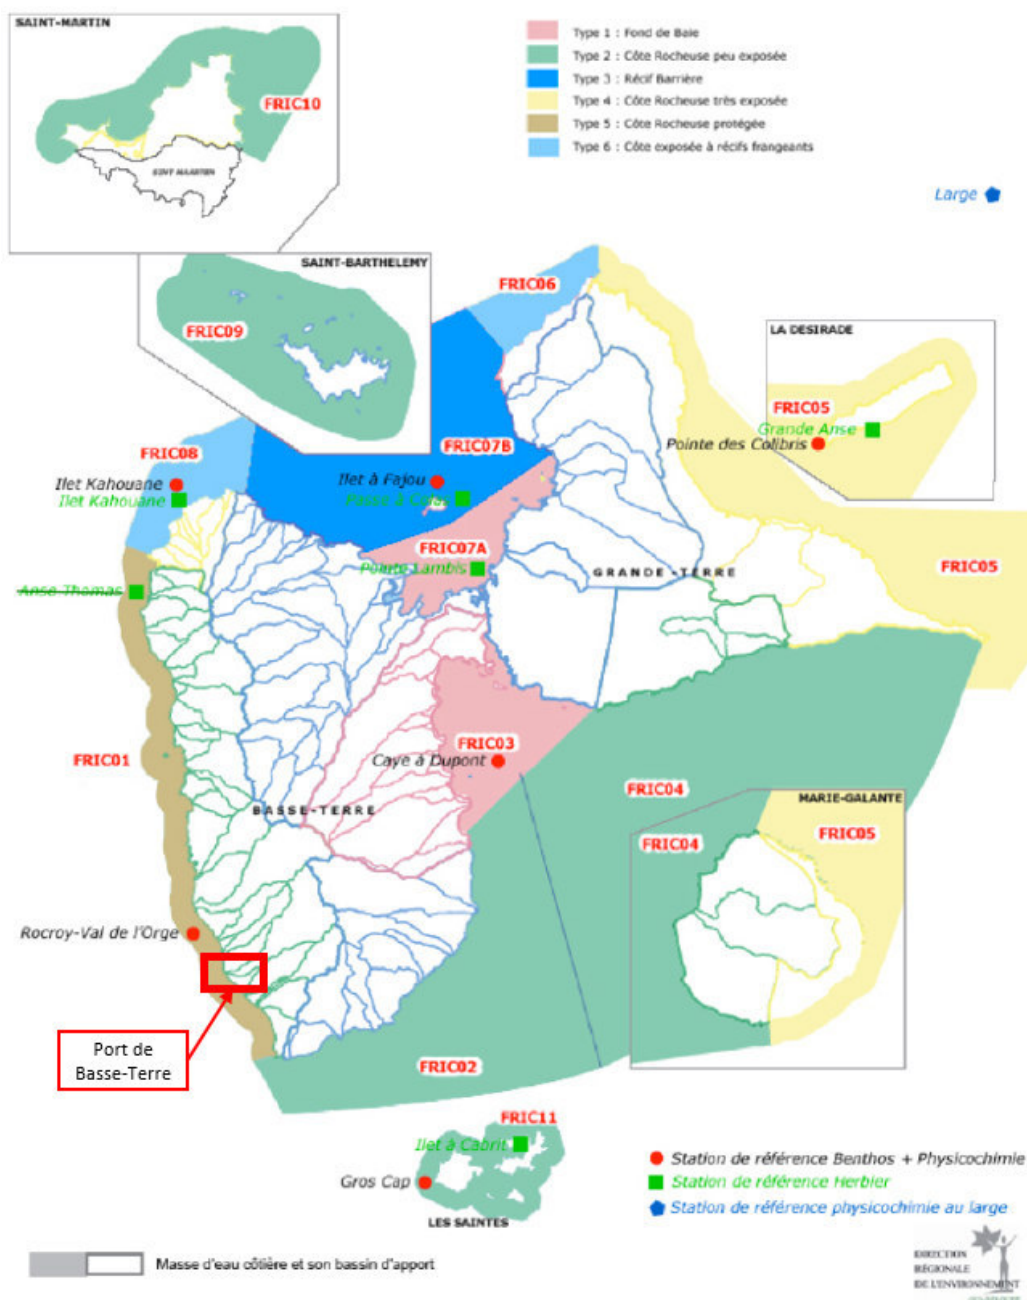 SAINT-MARTIN
FRIC10
SINT MAARTEN
Type 1 : Fond de Baie
Type 2 : Côte Rocheuse peu exposée
Type 3 : Récif Barrière
Type 4 : Côte Rocheuse très exposée
Type 5 : Côte Rocheuse protégée
Type 6 : Côte exposée à récifs frangeants
Large
SAINT-BARTHELEMY
FRIC09
FRIC06
LA DESIRADE
FRIC05
Grande Anse
Pointe des Colibris
FRIC08
Ilet Kahouane
Ilet Kahouane
FRIC07B
Ilet à Fajou
Passe à Colas
FRIC07A
Pointe Lambis
GRANDE-TERRE
FRIC05
Anse Thomas
FRIC01
FRIC03
Caye à Dupont
BASSE-TERRE
FRIC04
MARIE-GALANTE
FRIC04
FRIC05
Rocroy-Val de l'Orge
Port de
Basse-Terre
FRIC02
FRIC11
Ilet à Cabrit
Gros Cap
LES SAINTES
Station de référence Benthos + Physicochimie
Station de référence Herbier
Station de référence physicochimie au large
Masse d'eau côtière et son bassin d'apport
DIRECTION
RÉGIONALE
DE L'ENVIRONNEMENT